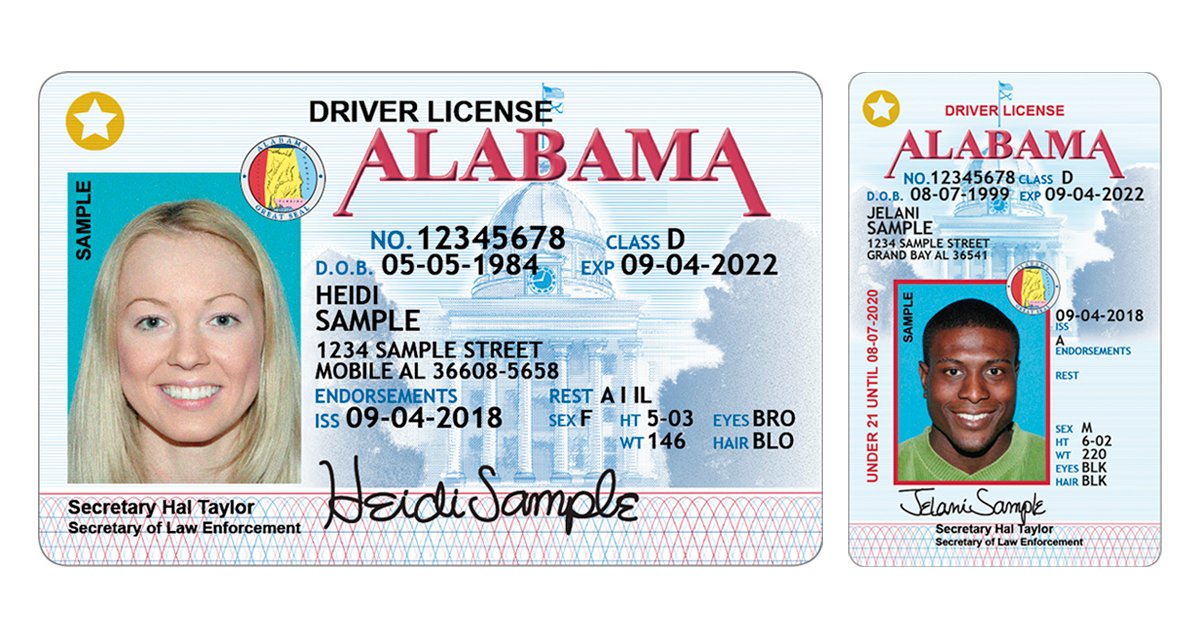 DRIVER LICENSE
ALABAMA
ALABAMA
GREAT SEAL
SAMPLE
NO. 12345678 CLASS D
D.O.B. 05-05-1984 EXP 09-04-2022
HEIDI
SAMPLE
1234 SAMPLE STREET
MOBILE AL 36608-5658
ENDORSEMENTS REST A I IL
ISS 09-04-2018 SEX F HT 5-03 EYES BRO
WT 146 HAIR BLO
Heidi Sample
Secretary Hal Taylor
Secretary of Law Enforcement
DRIVER LICENSE
ALABAMA
NO. 12345678 CLASS D
D.O.B. 08-07-1999 EXP 09-04-2022
JELANI
SAMPLE
1234 SAMPLE STREET
GRAND BAY AL 36541
UNDER 21 UNTIL 08-07-2020
SAMPLE
09-04-2018
ISS
A
ENDORSEMENTS
REST
SEX M
HT 6-02
WT 220
EYES BLK
HAIR BLK
Jelani Sample
Secretary Hal Taylor
Secretary of Law Enforcement